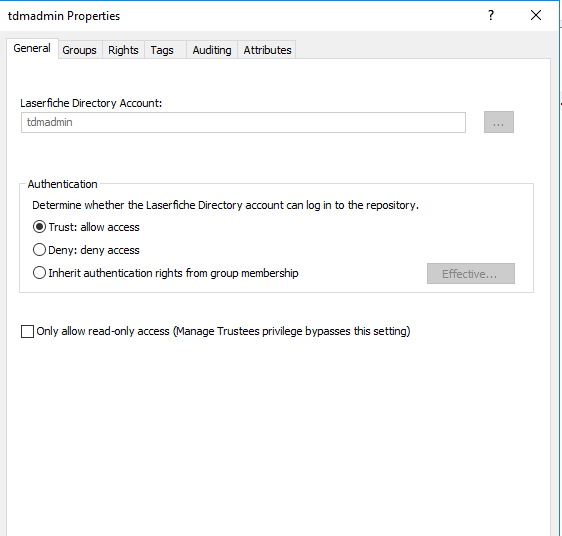 tdmadmin Properties
?
General Groups Rights Tags Auditing Attributes
Laserfiche Directory Account:
tdmadmin
...
Authentication
Determine whether the Laserfiche Directory account can log in to the repository.
Trust: allow access
Deny: deny access
Inherit authentication rights from group membership
Effective...
Only allow read-only access (Manage Trustees privilege bypasses this setting)